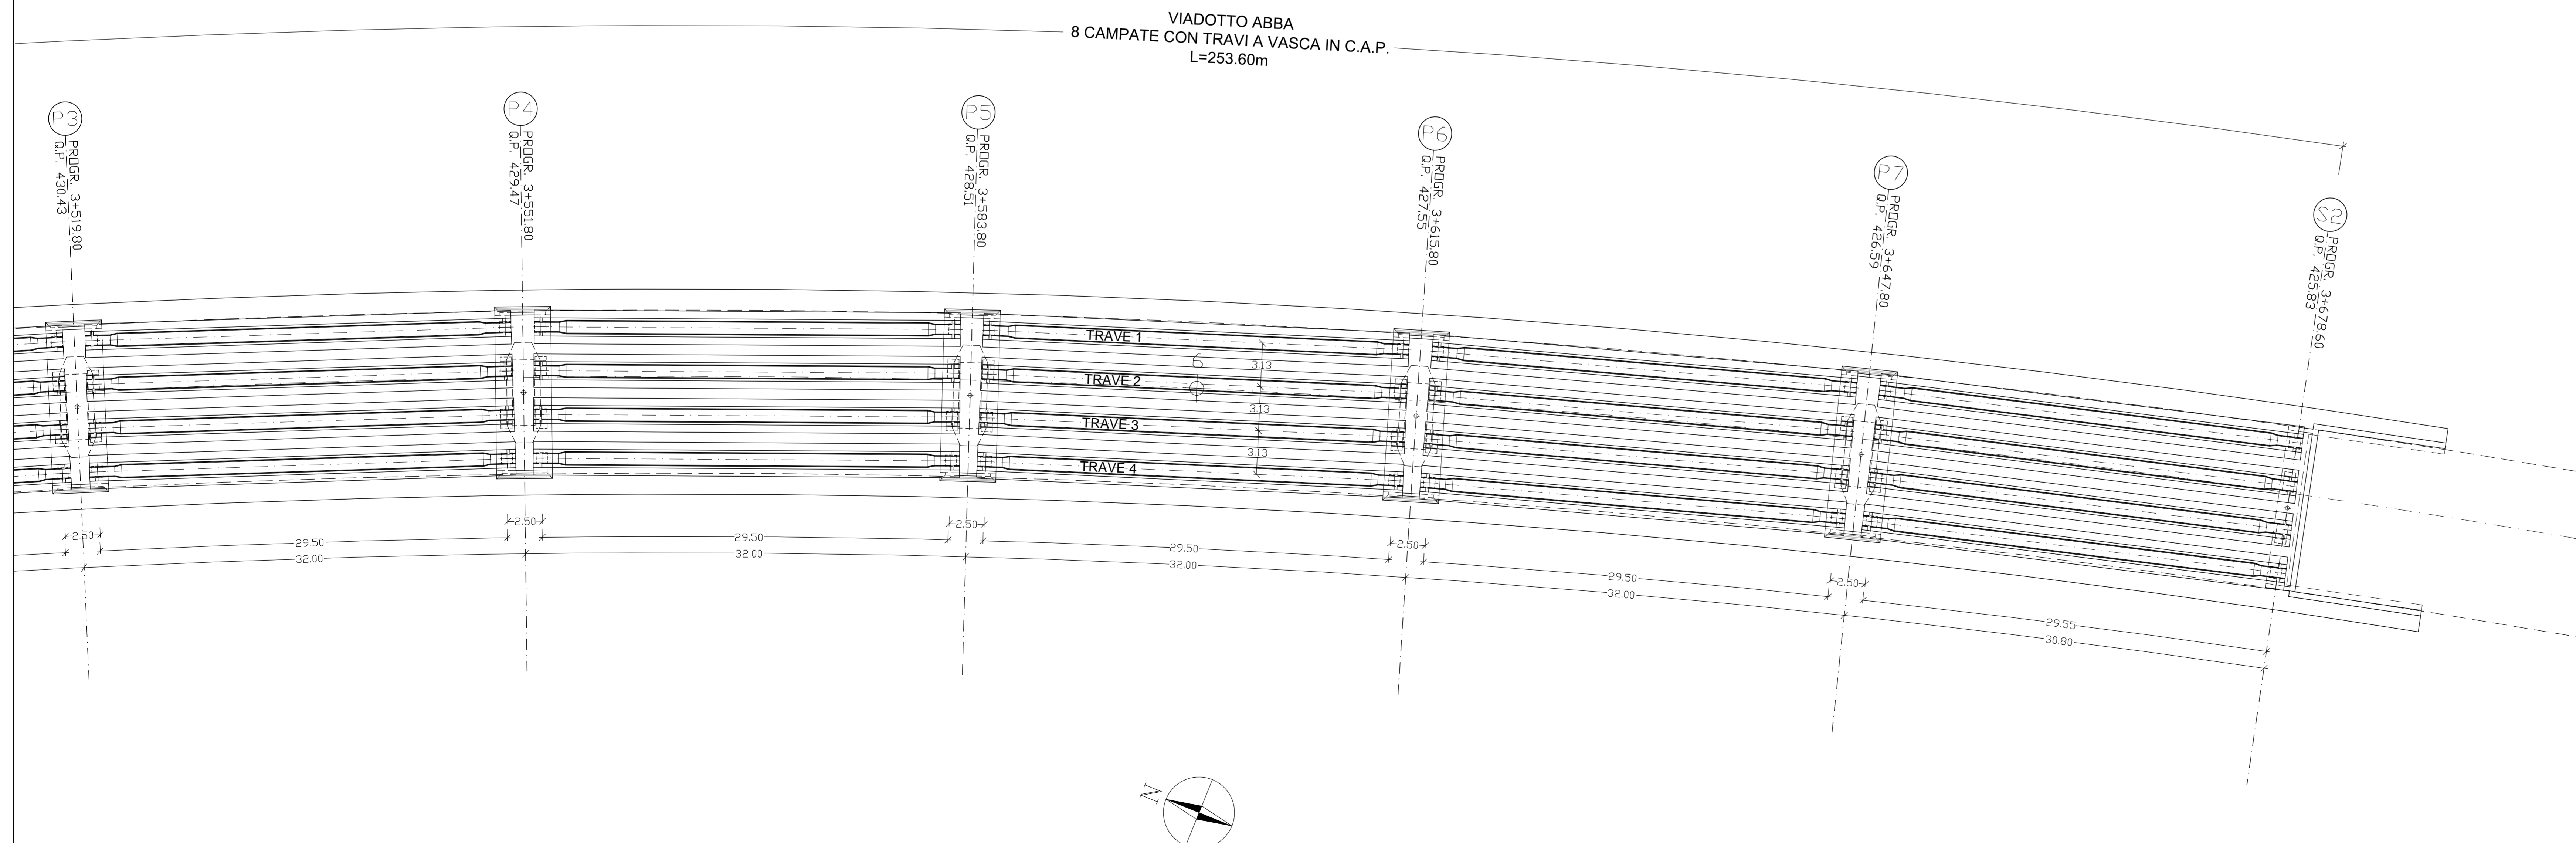 VIADOTTO ABBA
8 CAMPATE CON TRAVI A VASCA IN C.A.P.
L=253.60m
P3
PROGR. 3+519.80
Q.P. 430.43
P4
PROGR. 3+551.80
Q.P. 429.47
P5
PROGR. 3+583.80
Q.P. 428.51
P6
PROGR. 3+615.80
Q.P. 427.55
P7
PROGR. 3+647.80
Q.P. 426.59
S2
PROGR. 3+678.60
Q.P. 425.83
TRAVE 1
TRAVE 2
TRAVE 3
TRAVE 4
6
3.13
3.13
3.13
2.50
29.50
32.00
2.50
29.50
32.00
2.50
29.50
32.00
2.50
29.50
32.00
2.50
29.55
30.80
N